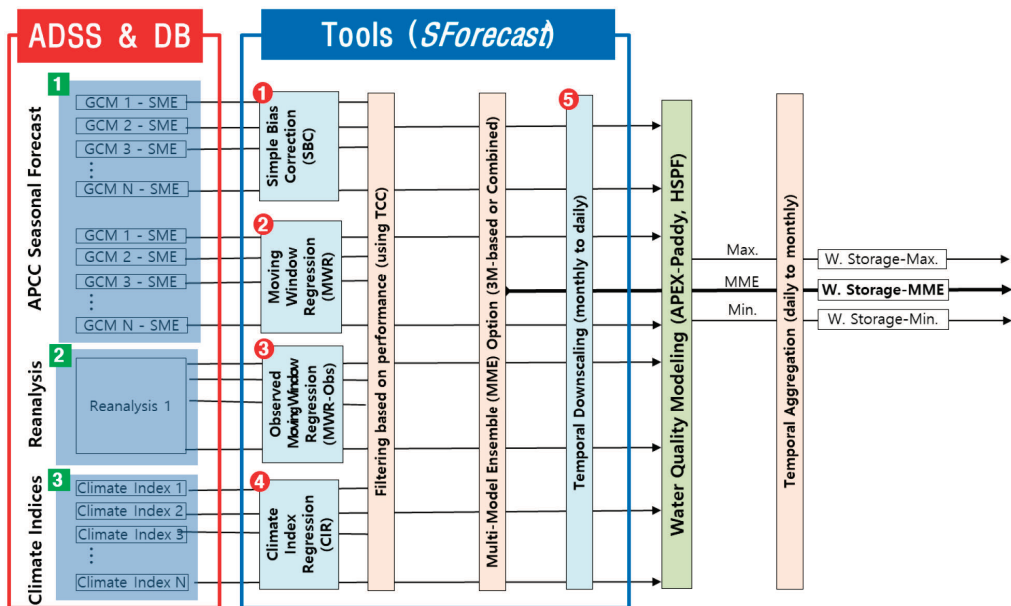 ADSS & DB
Tools (SForecast)
1
APCC Seasonal Forecast
GCM 1 - SME
GCM 2 - SME
GCM 3 - SME
⋮
GCM N - SME
GCM 1 - SME
GCM 2 - SME
GCM 3 - SME
⋮
GCM N - SME
2
Reanalysis
Reanalysis 1
3
Climate Indices
Climate Index 1
Climate Index 2
Climate Index 3
⋮
Climate Index N
1
Simple Bias
Correction
(SBC)
2
Moving
Window
Regression
(MWR)
3
Observed
MovingWindow
Regression
(MWR-Obs)
4
Climate
Index
Regression
(CIR)
Filtering based on performance (using TCC)
Multi-Model Ensemble (MME) Option (3M-based or Combined)
5
Temporal Downscaling (monthly to daily)
Water Quality Modeling (APEX-Paddy, HSPF)
Max.
MME
Min.
Temporal Aggregation (daily to monthly)
W. Storage-Max.
W. Storage-MME
W. Storage-Min.